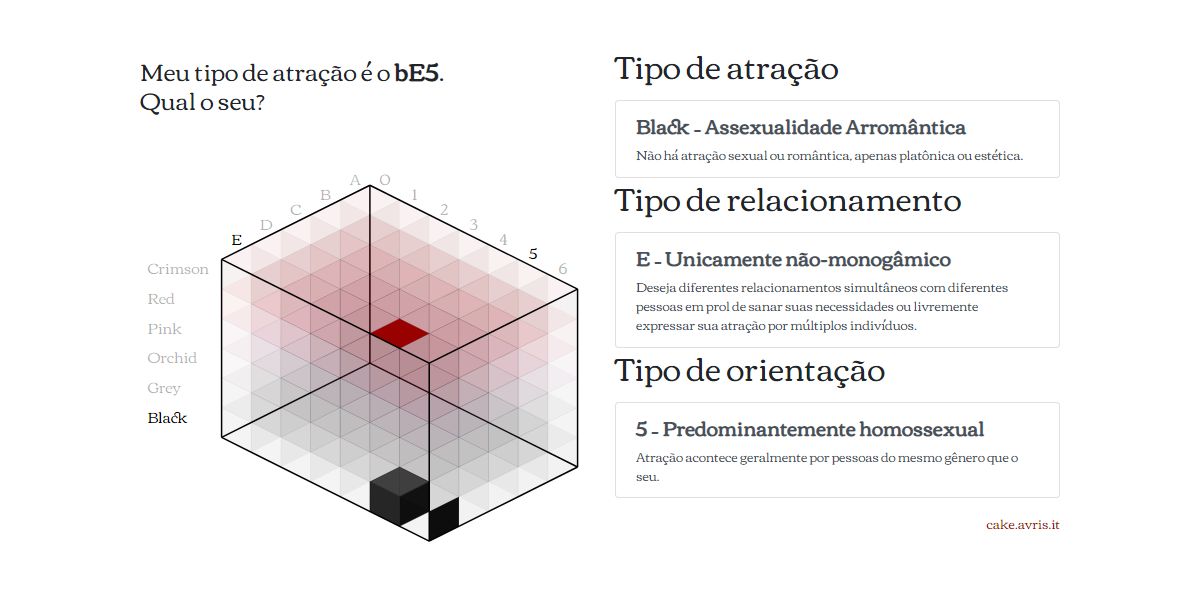 Meu tipo de atração é o bE5.
Qual o seu?
A
B
C
D
E
0
1
2
3
4
5
6
Crimson
Red
Pink
Orchid
Grey
Black
Tipo de atração
Black - Assexualidade Arromântica
Não há atração sexual ou romântica, apenas platônica ou estética.
Tipo de relacionamento
E - Unicamente não-monogâmico
Deseja diferentes relacionamentos simultâneos com diferentes
pessoas em prol de sanar suas necessidades ou livremente
expressar sua atração por múltiplos indivíduos.
Tipo de orientação
5 - Predominantemente homossexual
Atração acontece geralmente por pessoas do mesmo gênero que o
seu.
cake.avris.it